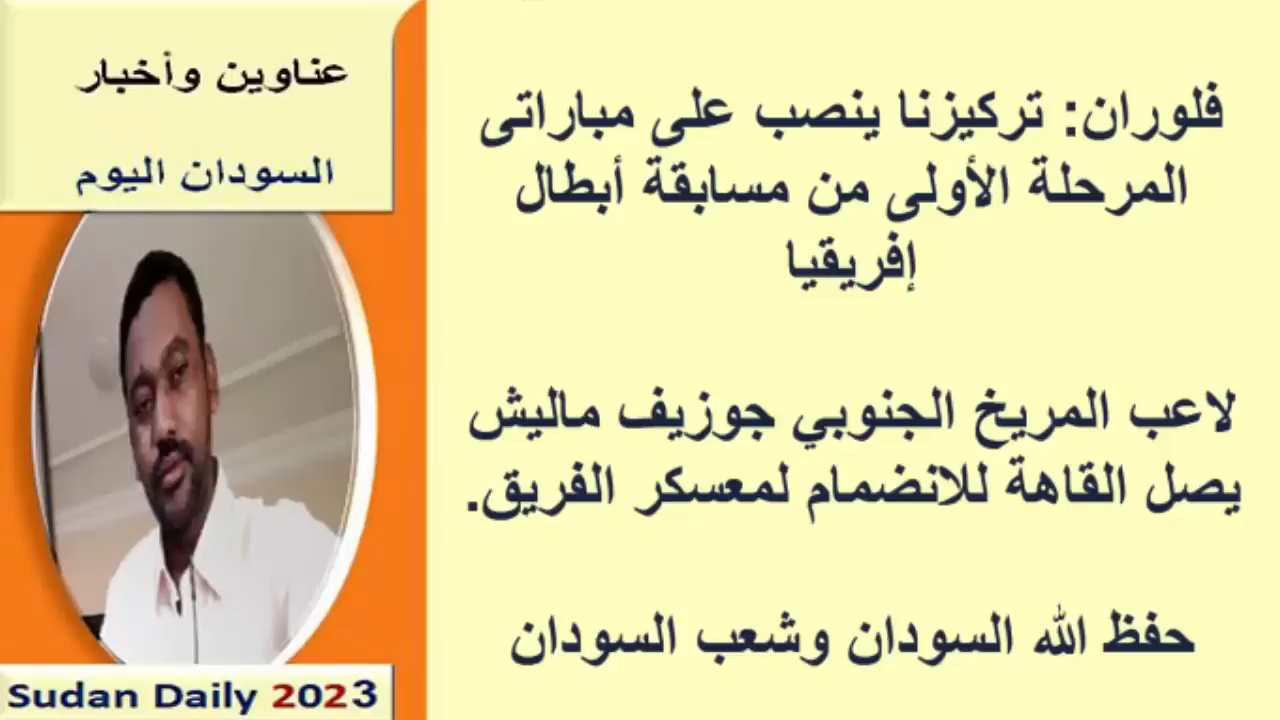 عناوين وأخبار
السودان اليوم
Sudan Daily 2023
فلوران: تركيزنا ينصب على مباراتى
المرحلة الأولى من مسابقة أبطال
إفريقيا
لاعب المريخ الجنوبي جوزيف ماليش
يصل القاهة للانضمام لمعسكر الفريق.
حفظ الله السودان وشعب السودان